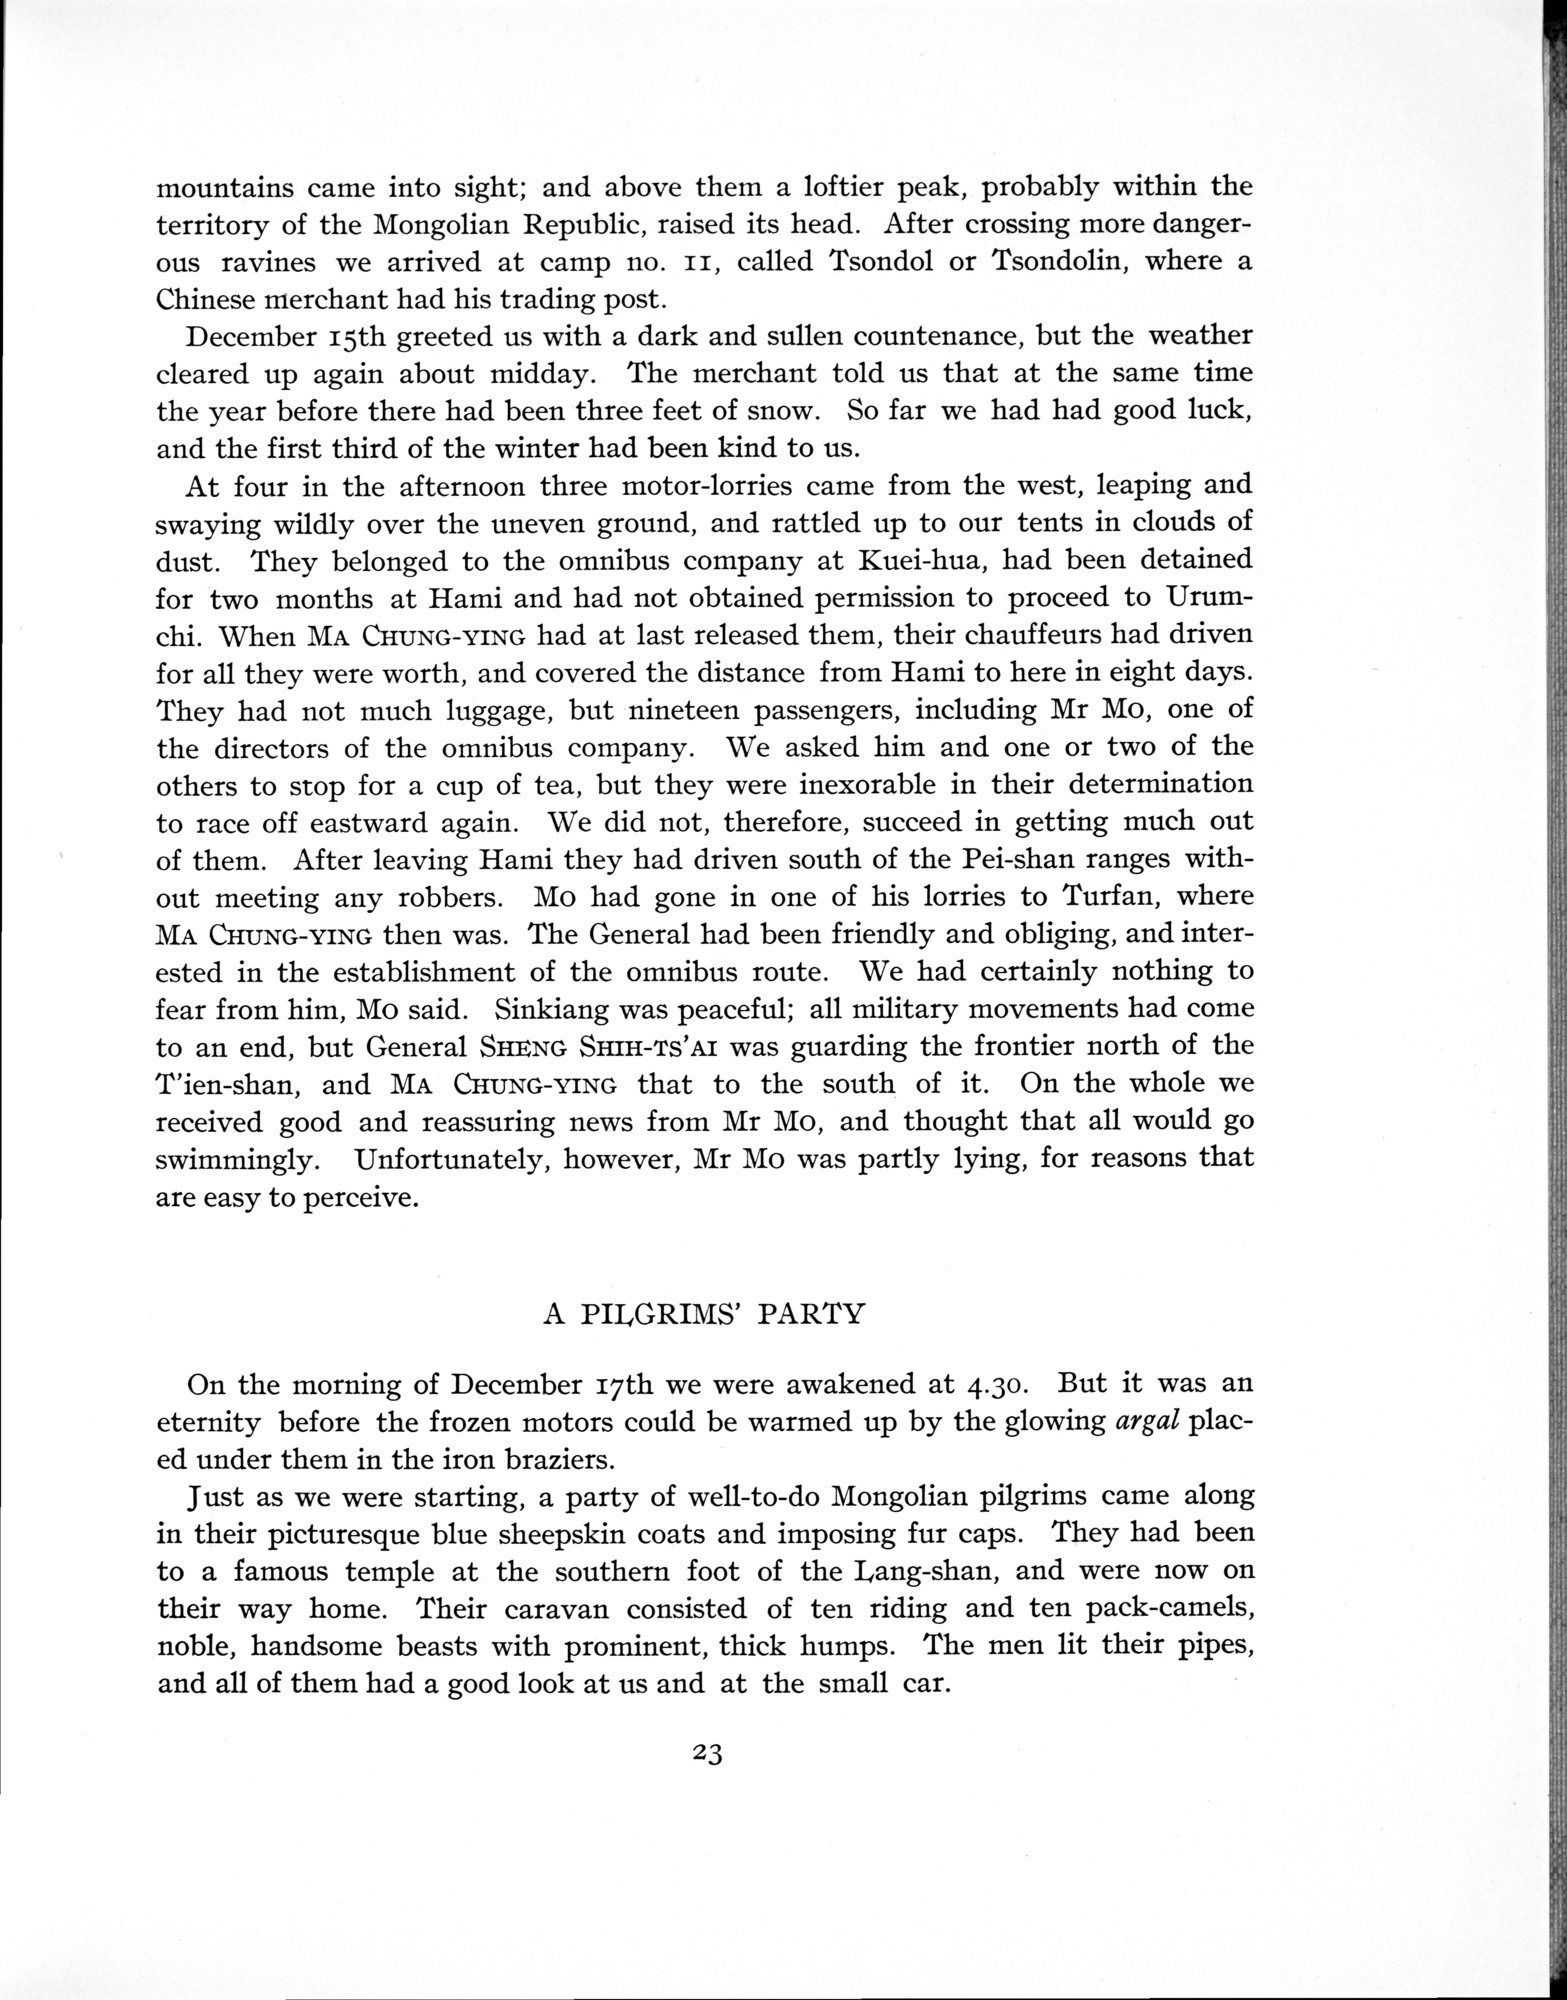 mountains came into sight; and above them a loftier peak, probably within the
territory of the Mongolian Republic, raised its head. After crossing more danger-
ous ravines we arrived at camp no. 11, called Tsondol or Tsondolin, where a
Chinese merchant had his trading post.
December 15th greeted us with a dark and sullen countenance, but the weather
cleared up again about midday. The merchant told us that at the same time
the year before there had been three feet of snow. So far we had had good luck,
and the first third of the winter had been kind to us.
At four in the afternoon three motor-lorries came from the west, leaping and
swaying wildly over the uneven ground, and rattled up to our tents in clouds of
dust. They belonged to the omnibus company at Kuei-hua, had been detained
for two months at Hami and had not obtained permission to proceed to Urum-
chi. When MA CHUNG-YING had at last released them, their chauffeurs had driven
for all they were worth, and covered the distance from Hami to here in eight days.
They had not much luggage, but nineteen passengers, including Mr MO, one of
the directors of the omnibus company. We asked him and one or two of the
others to stop for a cup of tea, but they were inexorable in their determination
to race off eastward again. We did not, therefore, succeed in getting much out
of them. After leaving Hami they had driven south of the Pei-shan ranges with-
out meeting any robbers. MO had gone in one of his lorries to Turfan, where
MA CHUNG-YING then was. The General had been friendly and obliging, and inter-
ested in the establishment of the omnibus route. We had certainly nothing to
fear from him, MO said. Sinkiang was peaceful; all military movements had come
to an end, but General SHENG SHIH-TS'AI was guarding the frontier north of the
T'ien-shan, and MA CHUNG-YING that to the south of it. On the whole we
received good and reassuring news from Mr MO, and thought that all would go
swimmingly. Unfortunately, however, Mr MO was partly lying, for reasons that
are easy to perceive.
A PILGRIMS' PARTY
On the morning of December 17th we were awakened at 4.30. But it was an
eternity before the frozen motors could be warmed up by the glowing argal plac-
ed under them in the iron braziers.
Just as we were starting, a party of well-to-do Mongolian pilgrims came along
in their picturesque blue sheepskin coats and imposing fur caps. They had been
to a famous temple at the southern foot of the Lang-shan, and were now on
their way home. Their caravan consisted of ten riding and ten pack-camels,
noble, handsome beasts with prominent, thick humps. The men lit their pipes,
and all of them had a good look at us and at the small car.
23